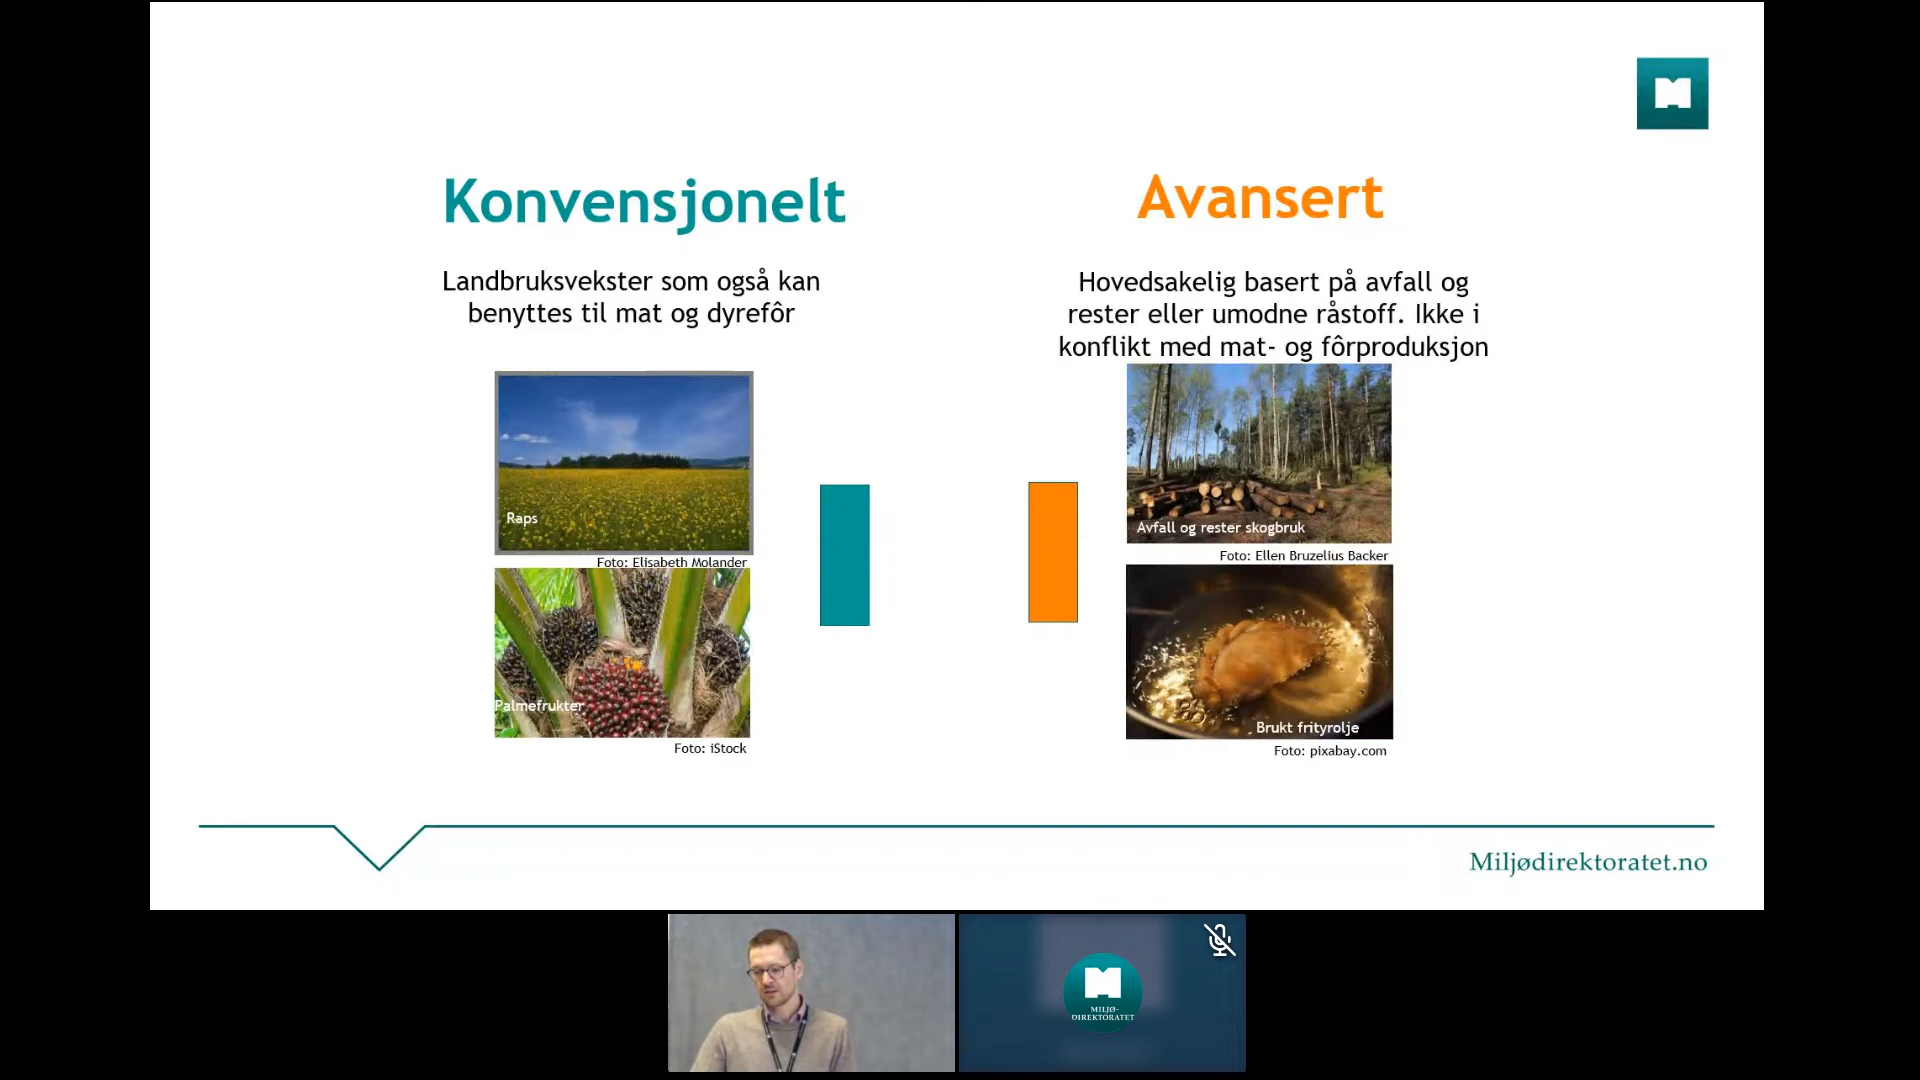 Konvensjonelt
Landbruksvekster som også kan
benyttes til mat og dyrefôr
Raps
Foto: Elisabeth Molander
Palmefrukter
Foto: iStock
Avansert
Hovedsakelig basert på avfall og
rester eller umodne råstoff. Ikke i
konflikt med mat- og fôrproduksjon
Avfall og rester skogbruk
Foto: Ellen Bruzelius Backer
Brukt frityrolje
Foto: pixabay.com
Miljødirektoratet.no
MILJØ-
DIREKTORATET